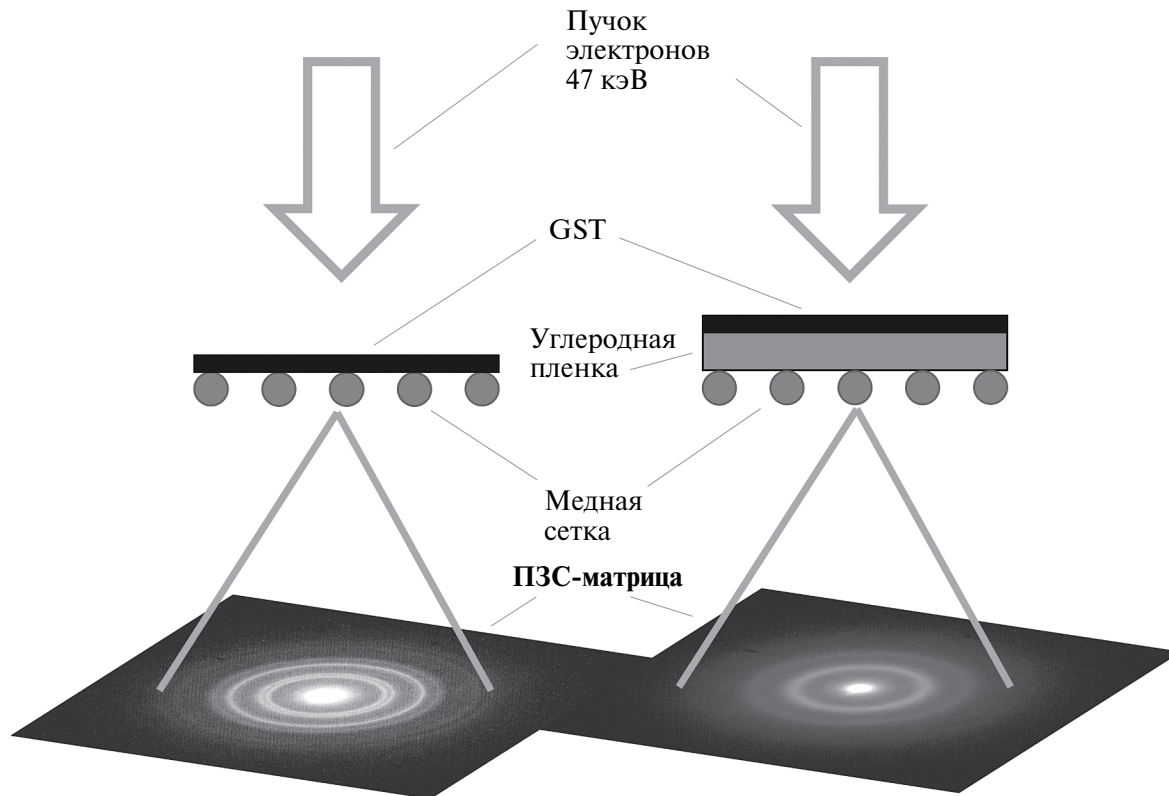 Пучок
электронов
47 кэВ
GST
Углеродная
пленка
Медная
сетка
ПЗС-матрица